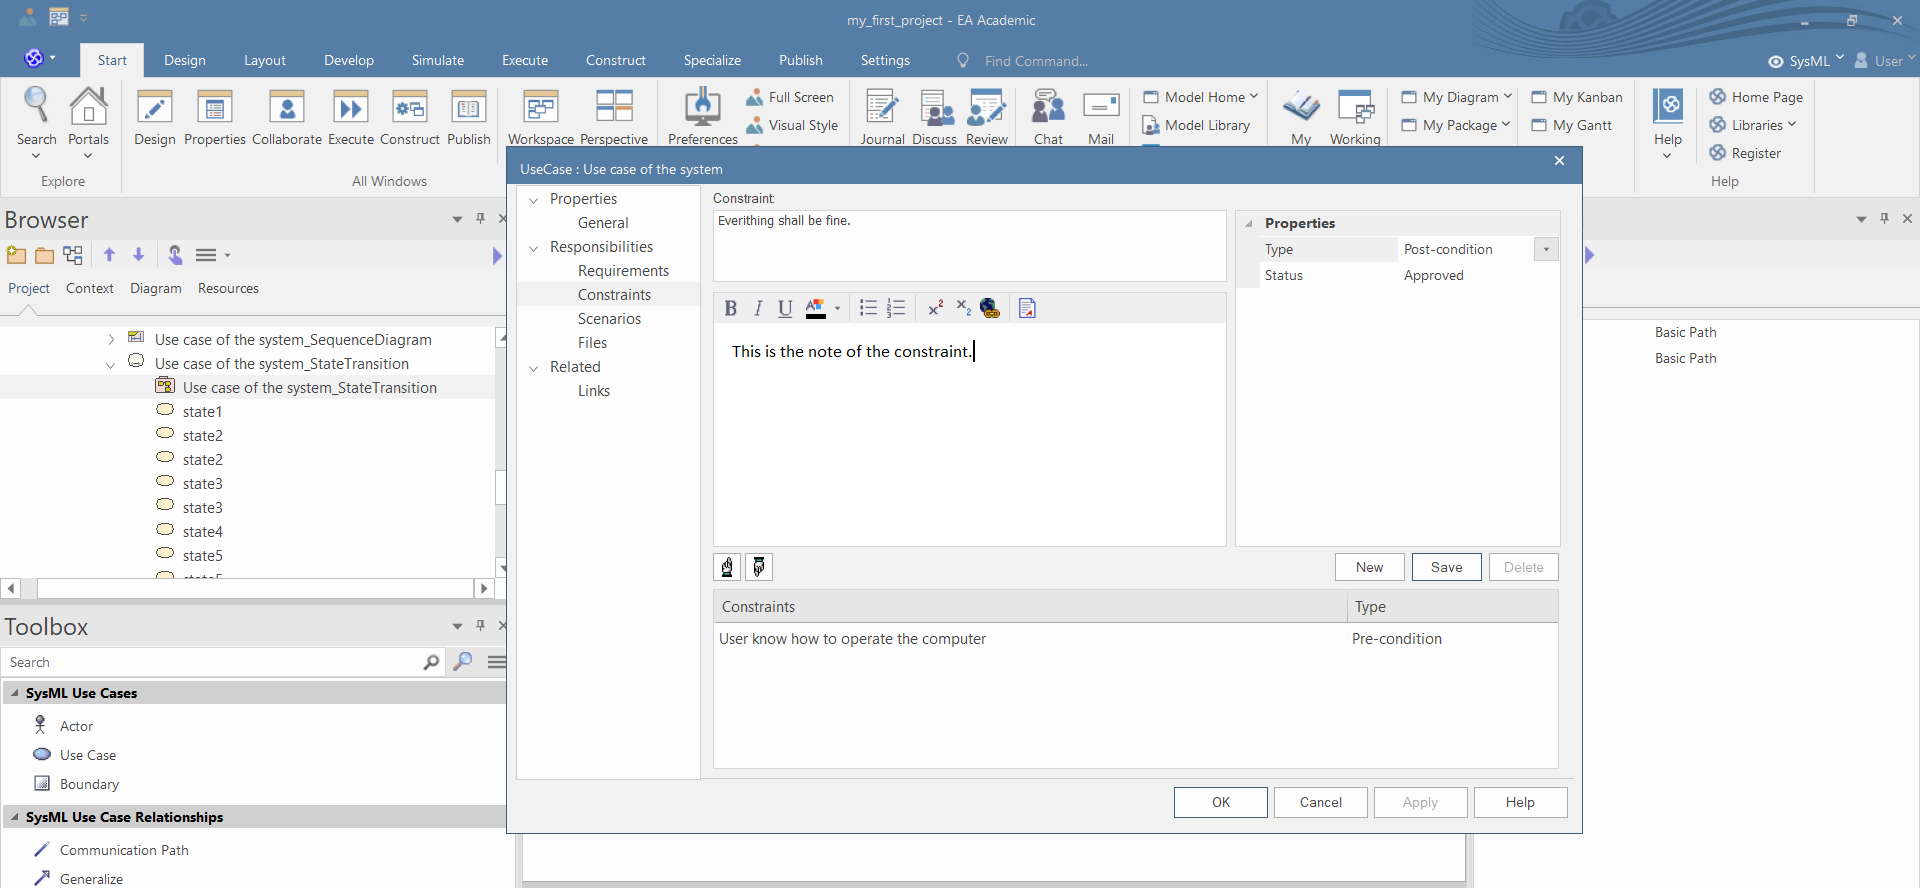 my_first_project - EA Academic
Start Design Layout Develop Simulate Execute Construct Specialize Publish Settings Find Command... SysML User
Search Portals Design Properties Collaborate Execute Construct Publish Workspace Perspective Preferences Full Screen Visual Style Journal Discuss Review Chat Mail Model Home Model Library My Working My Diagram My Package My Kanban My Gantt Help Home Page Libraries Register
Explore All Windows Help
Browser
Project Context Diagram Resources
Use case of the system_SequenceDiagram
Use case of the system_StateTransition
Use case of the system_StateTransition
state1
state2
state2
state3
state3
state4
state5
Toolbox
Search
SysML Use Cases
Actor
Use Case
Boundary
SysML Use Case Relationships
Communication Path
Generalize
UseCase : Use case of the system
Properties
General
Responsibilities
Requirements
Constraints
Scenarios
Files
Related
Links
Constraint:
Everithing shall be fine.
B I U x² x₂
This is the note of the constraint.
Properties
Type Post-condition
Status Approved
New Save Delete
Constraints Type
User know how to operate the computer Pre-condition
OK Cancel Apply Help
Basic Path
Basic Path